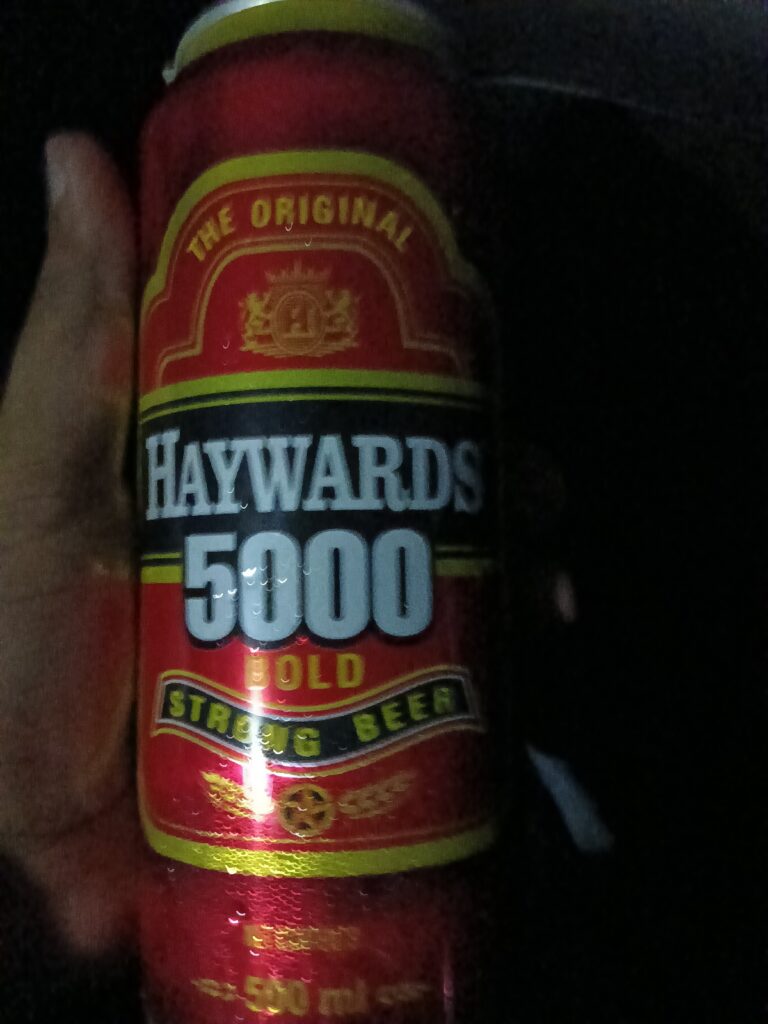 THE ORIGINAL
H
HAYWARDS
5000
BOLD
STRONG BEER
500 ml